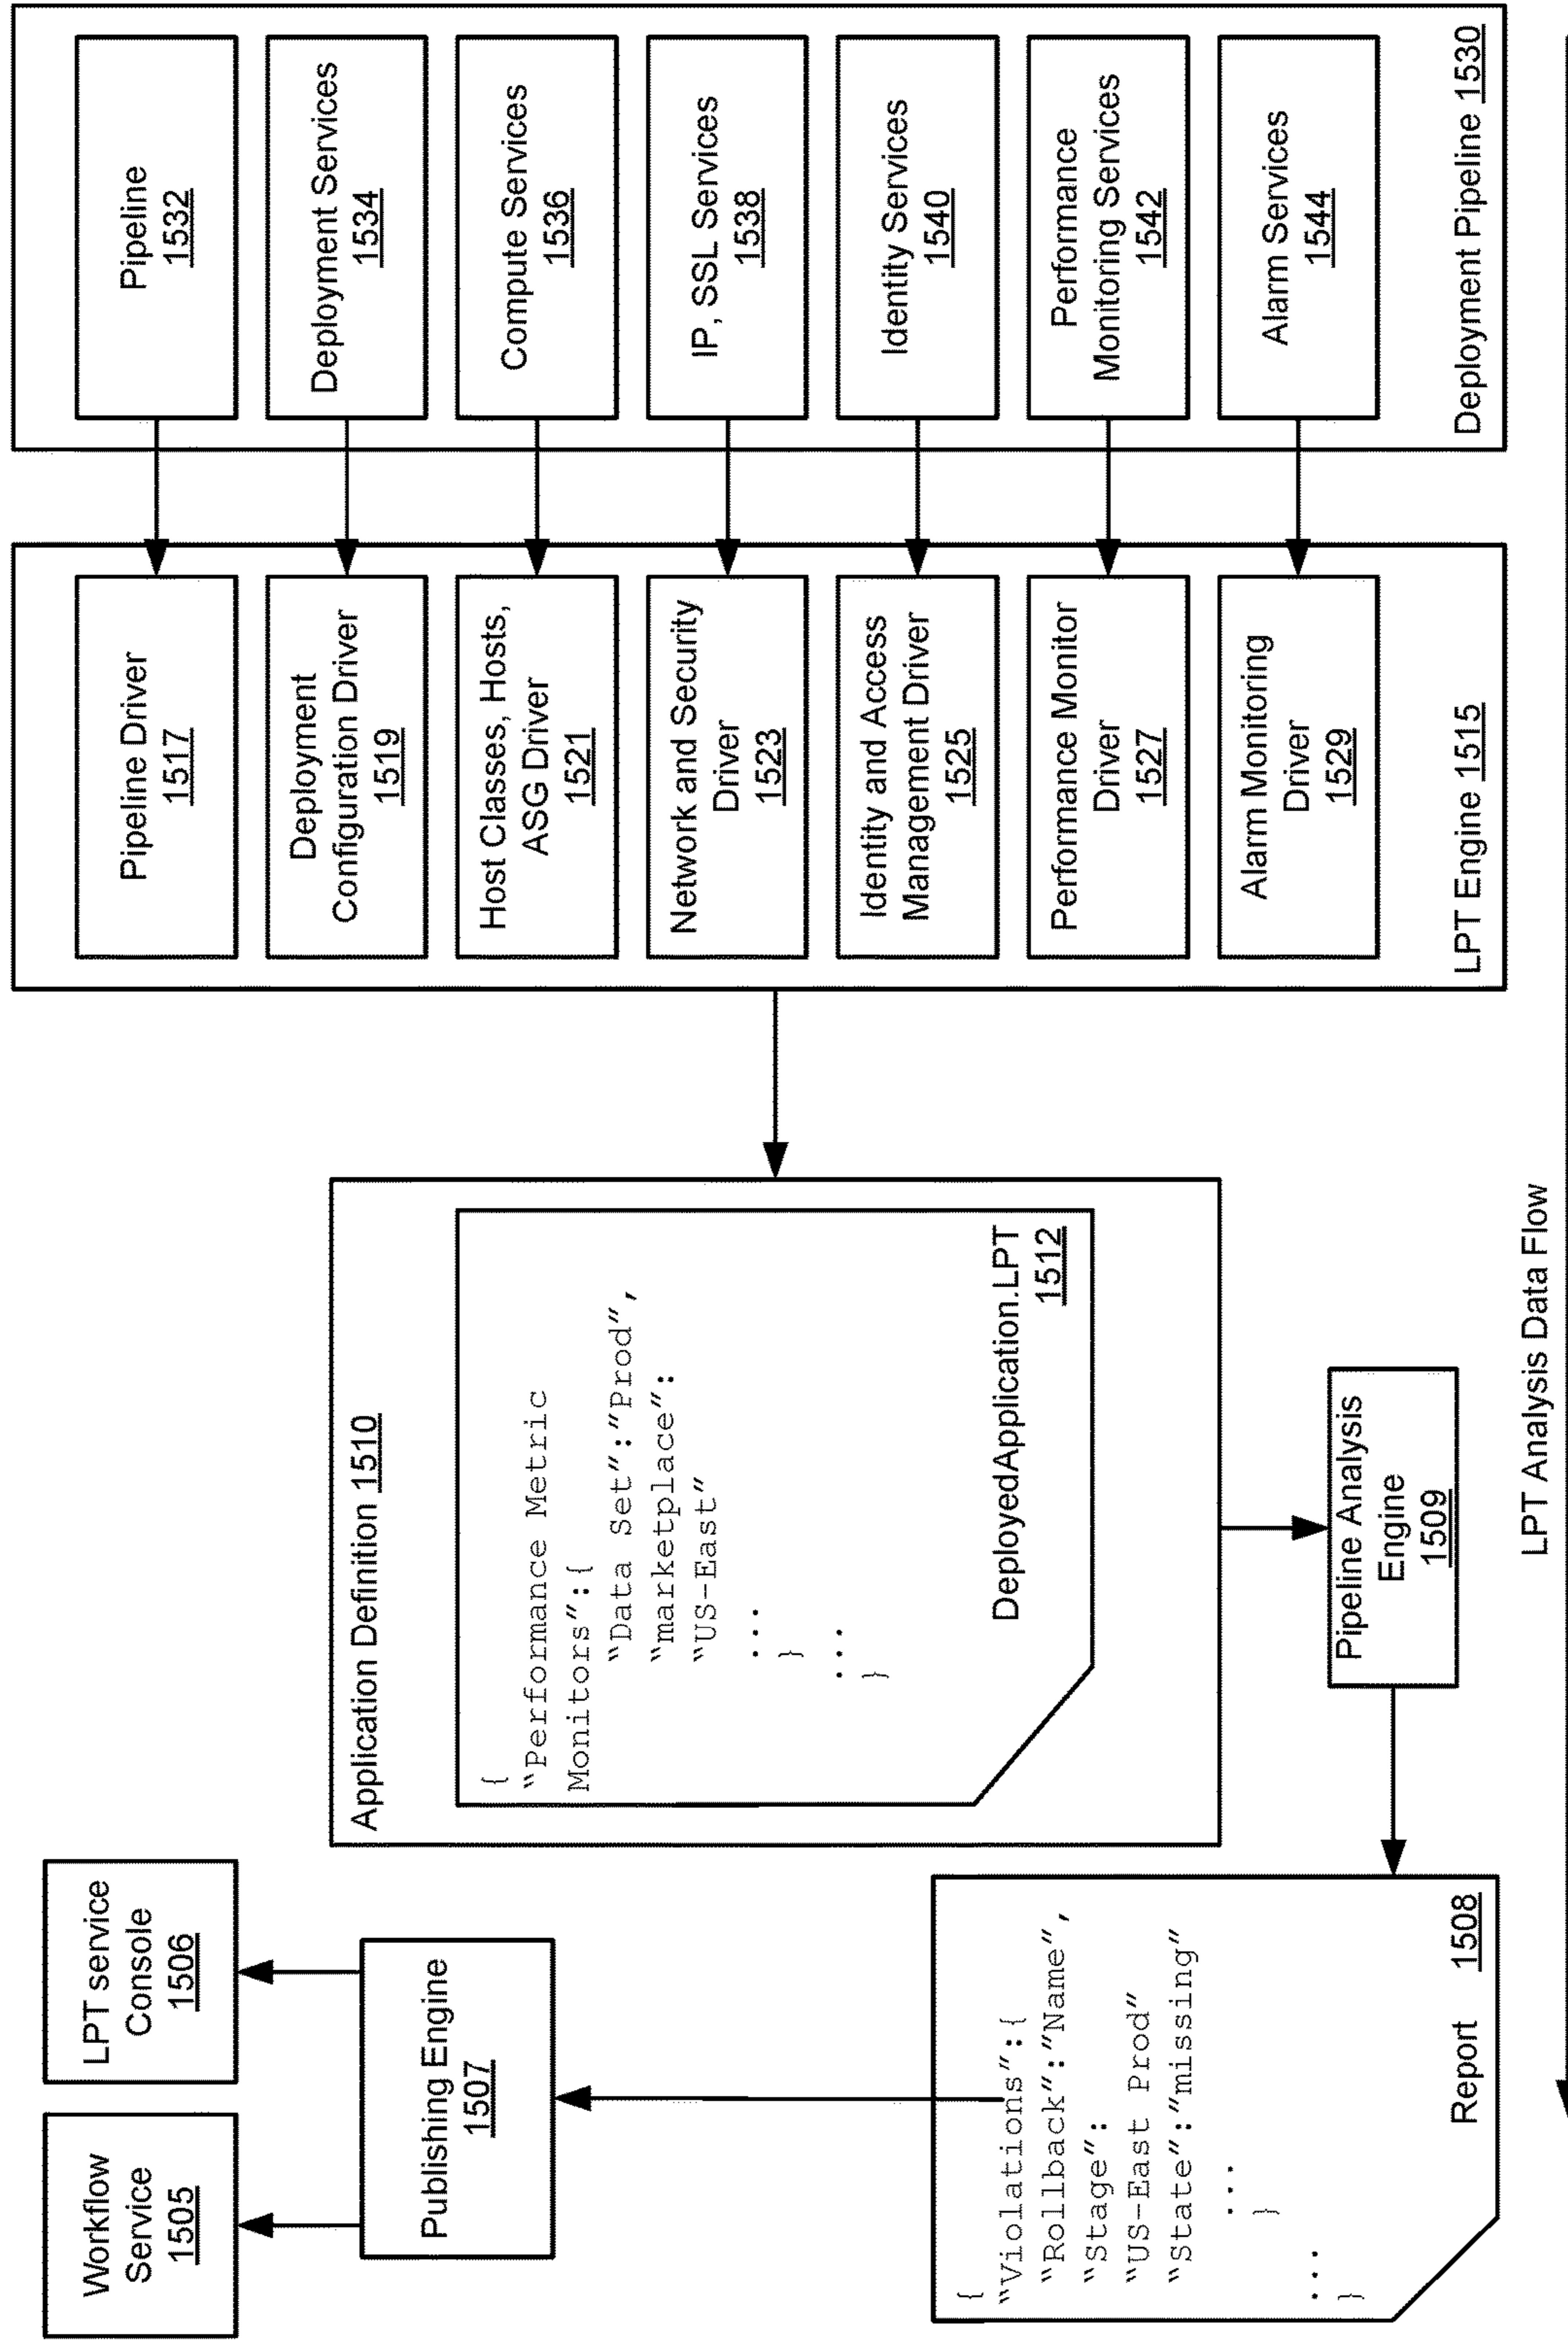 Workflow
Service
1505
LPT service
Console
1506
Publishing Engine
1507
{
“Violations”:{
“Rollback”:“Name”,
“Stage”:
“US-East Prod”
“State”:“missing”
...
}
...
}
Report 1508
Application Definition 1510
{
“Performance Metric
Monitors”:{
“Data Set”:“Prod”,
“marketplace”:
“US-East”
...
}
...
}
DeployedApplication.LPT
1512
Pipeline Analysis
Engine
1509
Pipeline Driver
1517
Deployment
Configuration Driver
1519
Host Classes, Hosts,
ASG Driver
1521
Network and Security
Driver
1523
Identity and Access
Management Driver
1525
Performance Monitor
Driver
1527
Alarm Monitoring
Driver
1529
LPT Engine 1515
Pipeline
1532
Deployment Services
1534
Compute Services
1536
IP, SSL Services
1538
Identity Services
1540
Performance
Monitoring Services
1542
Alarm Services
1544
Deployment Pipeline 1530
LPT Analysis Data Flow